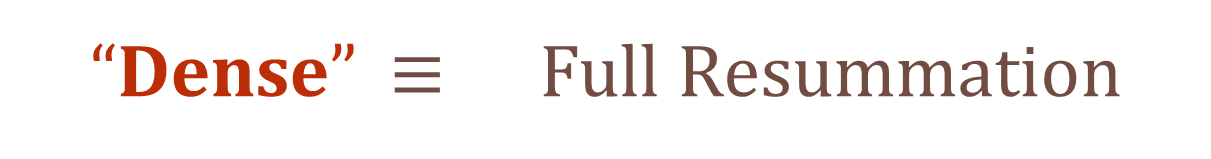 “Dense” ≡ Full Resummation